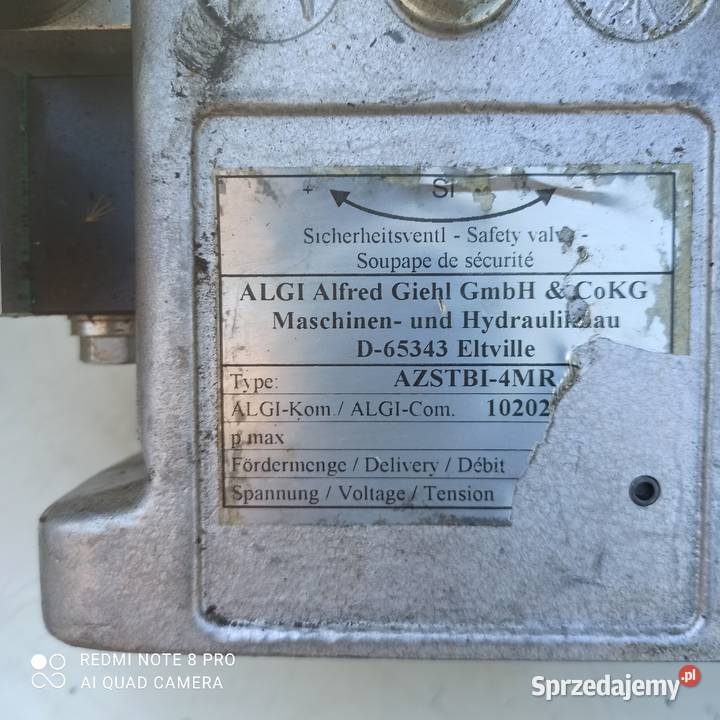 + Si -
Sicherheitsventl - Safety valve -
Soupape de sécurité
ALGI Alfred Giehl GmbH & CoKG
Maschinen- und Hydraulikbau
D-65343 Eltville
Type: AZSTBI-4MR
ALGI-Kom./ ALGI-Com. 10202
p max
Fördermenge / Delivery / Débit
Spannung / Voltage / Tension
REDMI NOTE 8 PRO
AI QUAD CAMERA
Sprzedajemy.pl